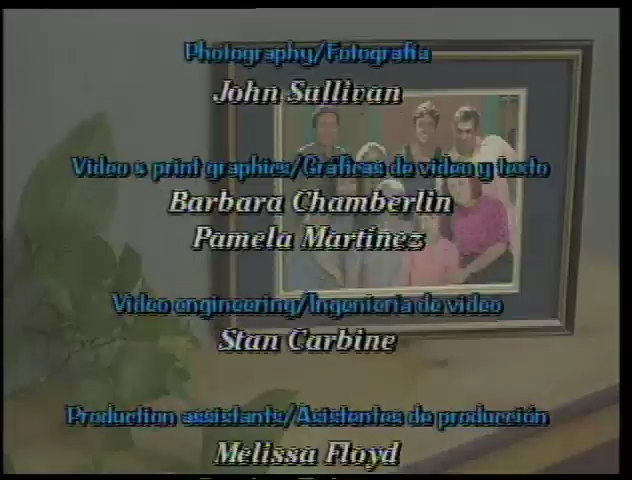 Photography/Fotografía
John Sullivan
Video & print graphics/Gráficas de video y texto
Barbara Chamberlin
Pamela Martinez
Video engineering/Ingeniería de video
Stan Carbine
Production assistants/Asistentes de producción
Melissa Floyd